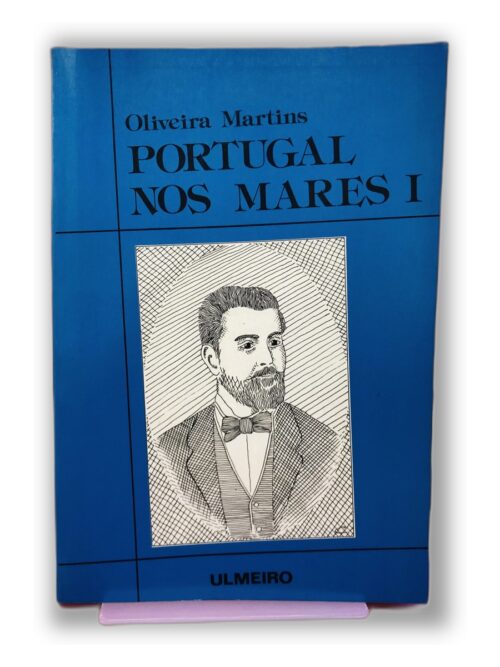 Oliveira Martins
PORTUGAL
NOS MARES I
ULMEIRO